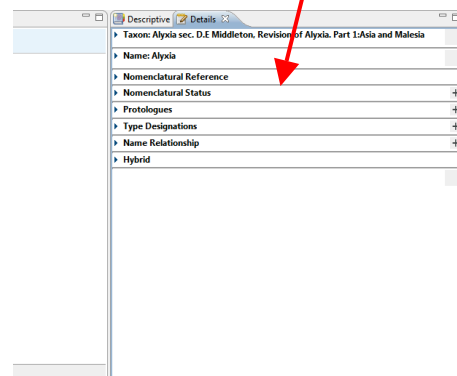 Descriptive Details
Taxon: Alyxia sec. D.E Middleton, Revision of Alyxia. Part 1:Asia and Malesia
Name: Alyxia
Nomenclatural Reference
Nomenclatural Status
Protologues
Type Designations
Name Relationship
Hybrid